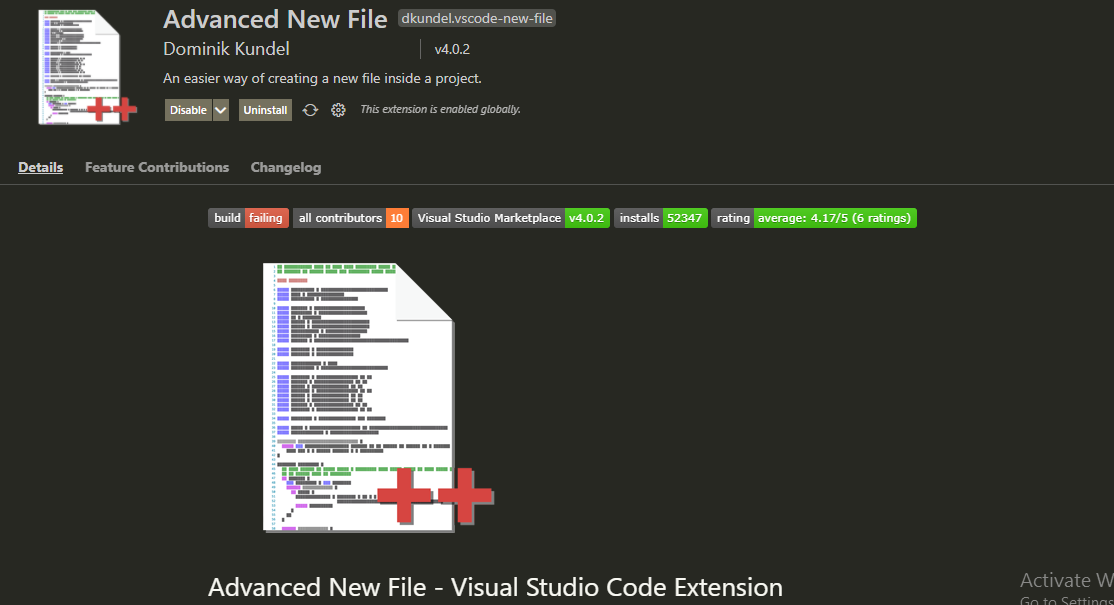 Advanced New File dkundel.vscode-new-file
Dominik Kundel v4.0.2
An easier way of creating a new file inside a project.
Disable Uninstall This extension is enabled globally.
Details Feature Contributions Changelog
build failing all contributors 10 Visual Studio Marketplace v4.0.2 installs 52347 rating average: 4.17/5 (6 ratings)
Advanced New File - Visual Studio Code Extension
Activate W
Go to Settings